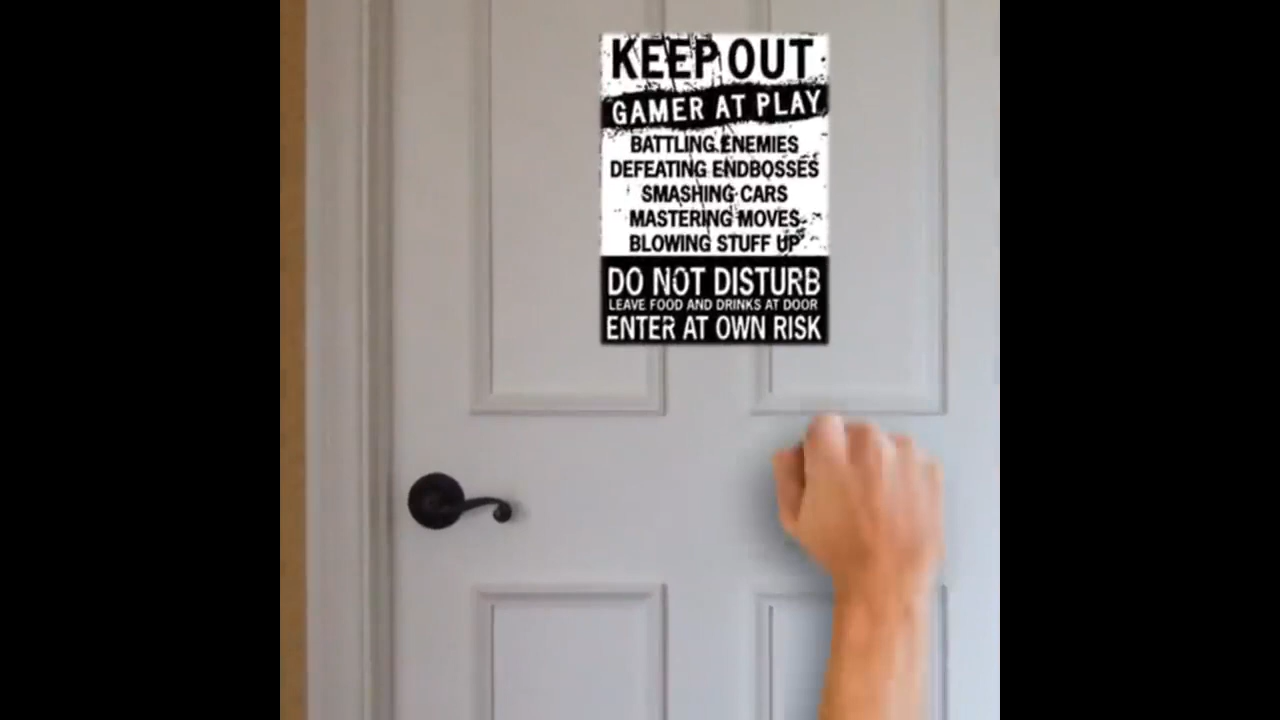 KEEP OUT
GAMER AT PLAY
BATTLING ENEMIES
DEFEATING ENDBOSSES
SMASHING CARS
MASTERING MOVES
BLOWING STUFF UP
DO NOT DISTURB
LEAVE FOOD AND DRINKS AT DOOR
ENTER AT OWN RISK